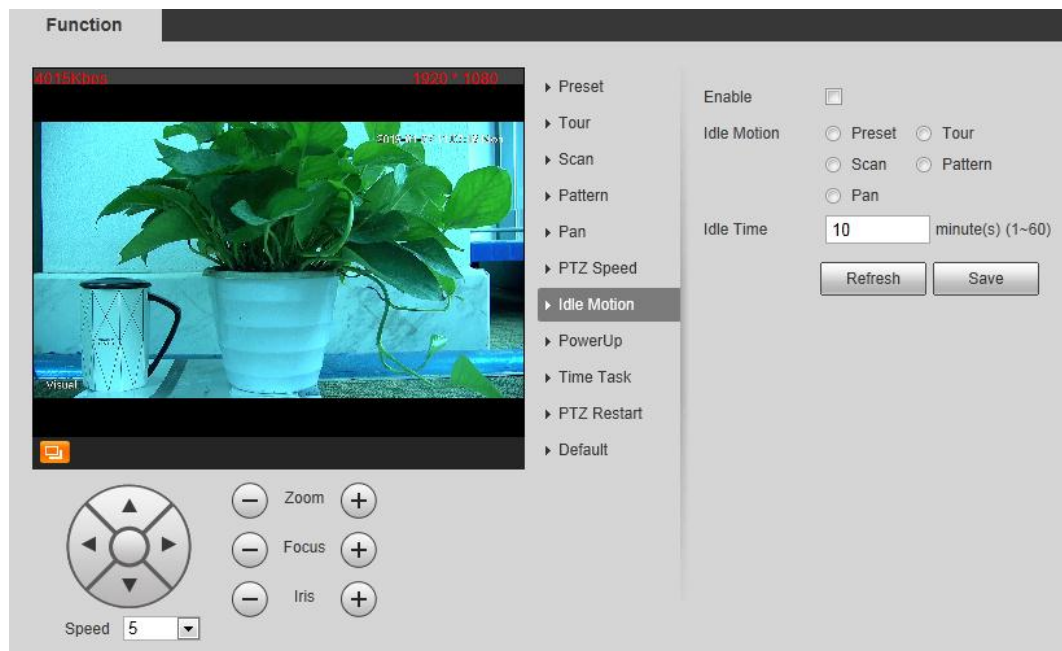 Function
4015Kbps
1920 * 1080
Visual
Preset
Tour
Scan
Pattern
Pan
PTZ Speed
Idle Motion
PowerUp
Time Task
PTZ Restart
Default
Enable
Idle Motion
Preset Tour
Scan Pattern
Pan
Idle Time 10 minute(s) (1~60)
Refresh Save
Zoom
Focus
Iris
Speed 5